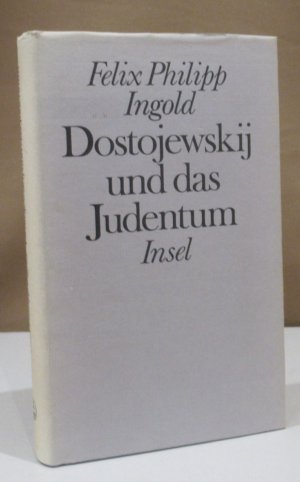 Felix Philipp
Ingold
Dostojewskij
und das
Judentum
Insel